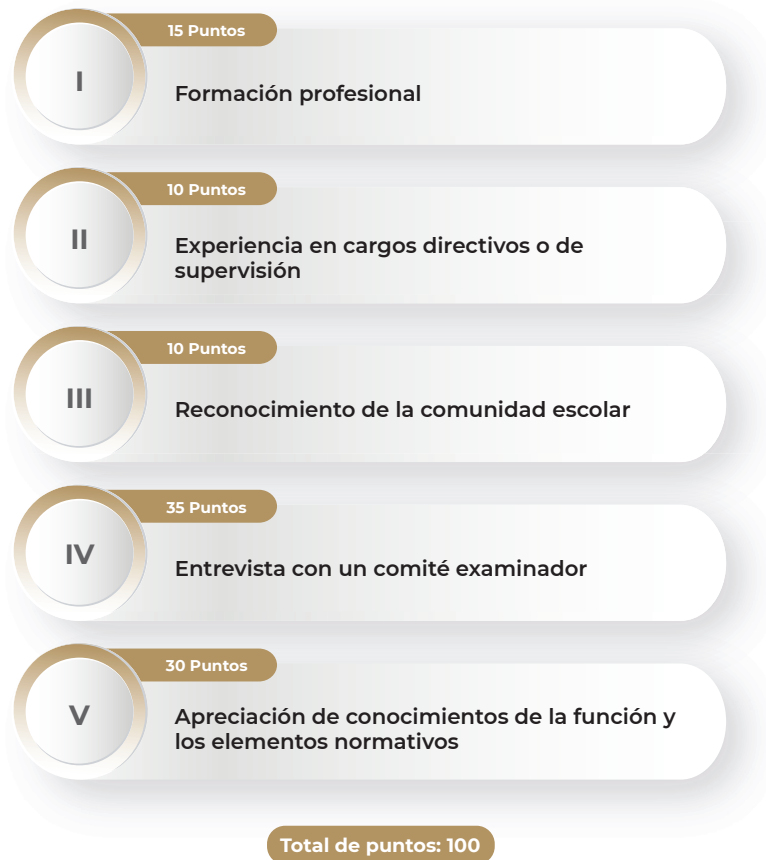 15 Puntos
I
Formación profesional
10 Puntos
II
Experiencia en cargos directivos o de
supervisión
10 Puntos
III
Reconocimiento de la comunidad escolar
35 Puntos
IV
Entrevista con un comité examinador
30 Puntos
V
Apreciación de conocimientos de la función y
los elementos normativos
Total de puntos: 100